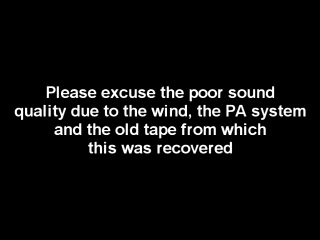 Please excuse the poor sound
quality due to the wind, the PA system
and the old tape from which
this was recovered